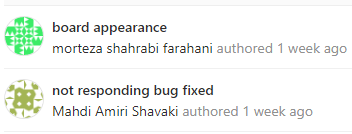 board appearance
morteza shahrabi farahani authored 1 week ago
not responding bug fixed
Mahdi Amiri Shavaki authored 1 week ago